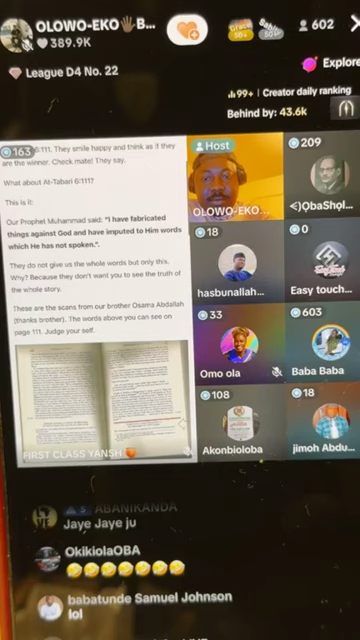 OLOWO-EKO🖐🏿B...
389.9K
602
League D4 No. 22
Explore
99+ | Creator daily ranking
Behind by: 43.6k
163
6:111. They smile happy and think as if they
are the winner. Check mate! They say.
What about At-Tabari 6:111?
This is it:
Our Prophet Muhammad said: "I have fabricated
things against God and have imputed to Him words
which He has not spoken.".
They do not give us the whole words but only this.
Why? Because they don't want you to see the truth of
the whole story.
These are the scans from our brother Osama Abdallah
(thanks brother). The words above you can see on
page 111. Judge your self.
FIRST CLASS YANSH 🍑
Host
OLOWO-EKO...
209
<)ObaShol...
18
hasbunallah...
0
Easy touch...
33
Omo ola
603
Baba Baba
108
Akonbioloba
18
jimoh Abdu...
ABANIKANDA
Jaye Jaye ju
OkikiolaOBA
🤣🤣🤣🤣🤣🤣🤣
babatunde Samuel Johnson
lol